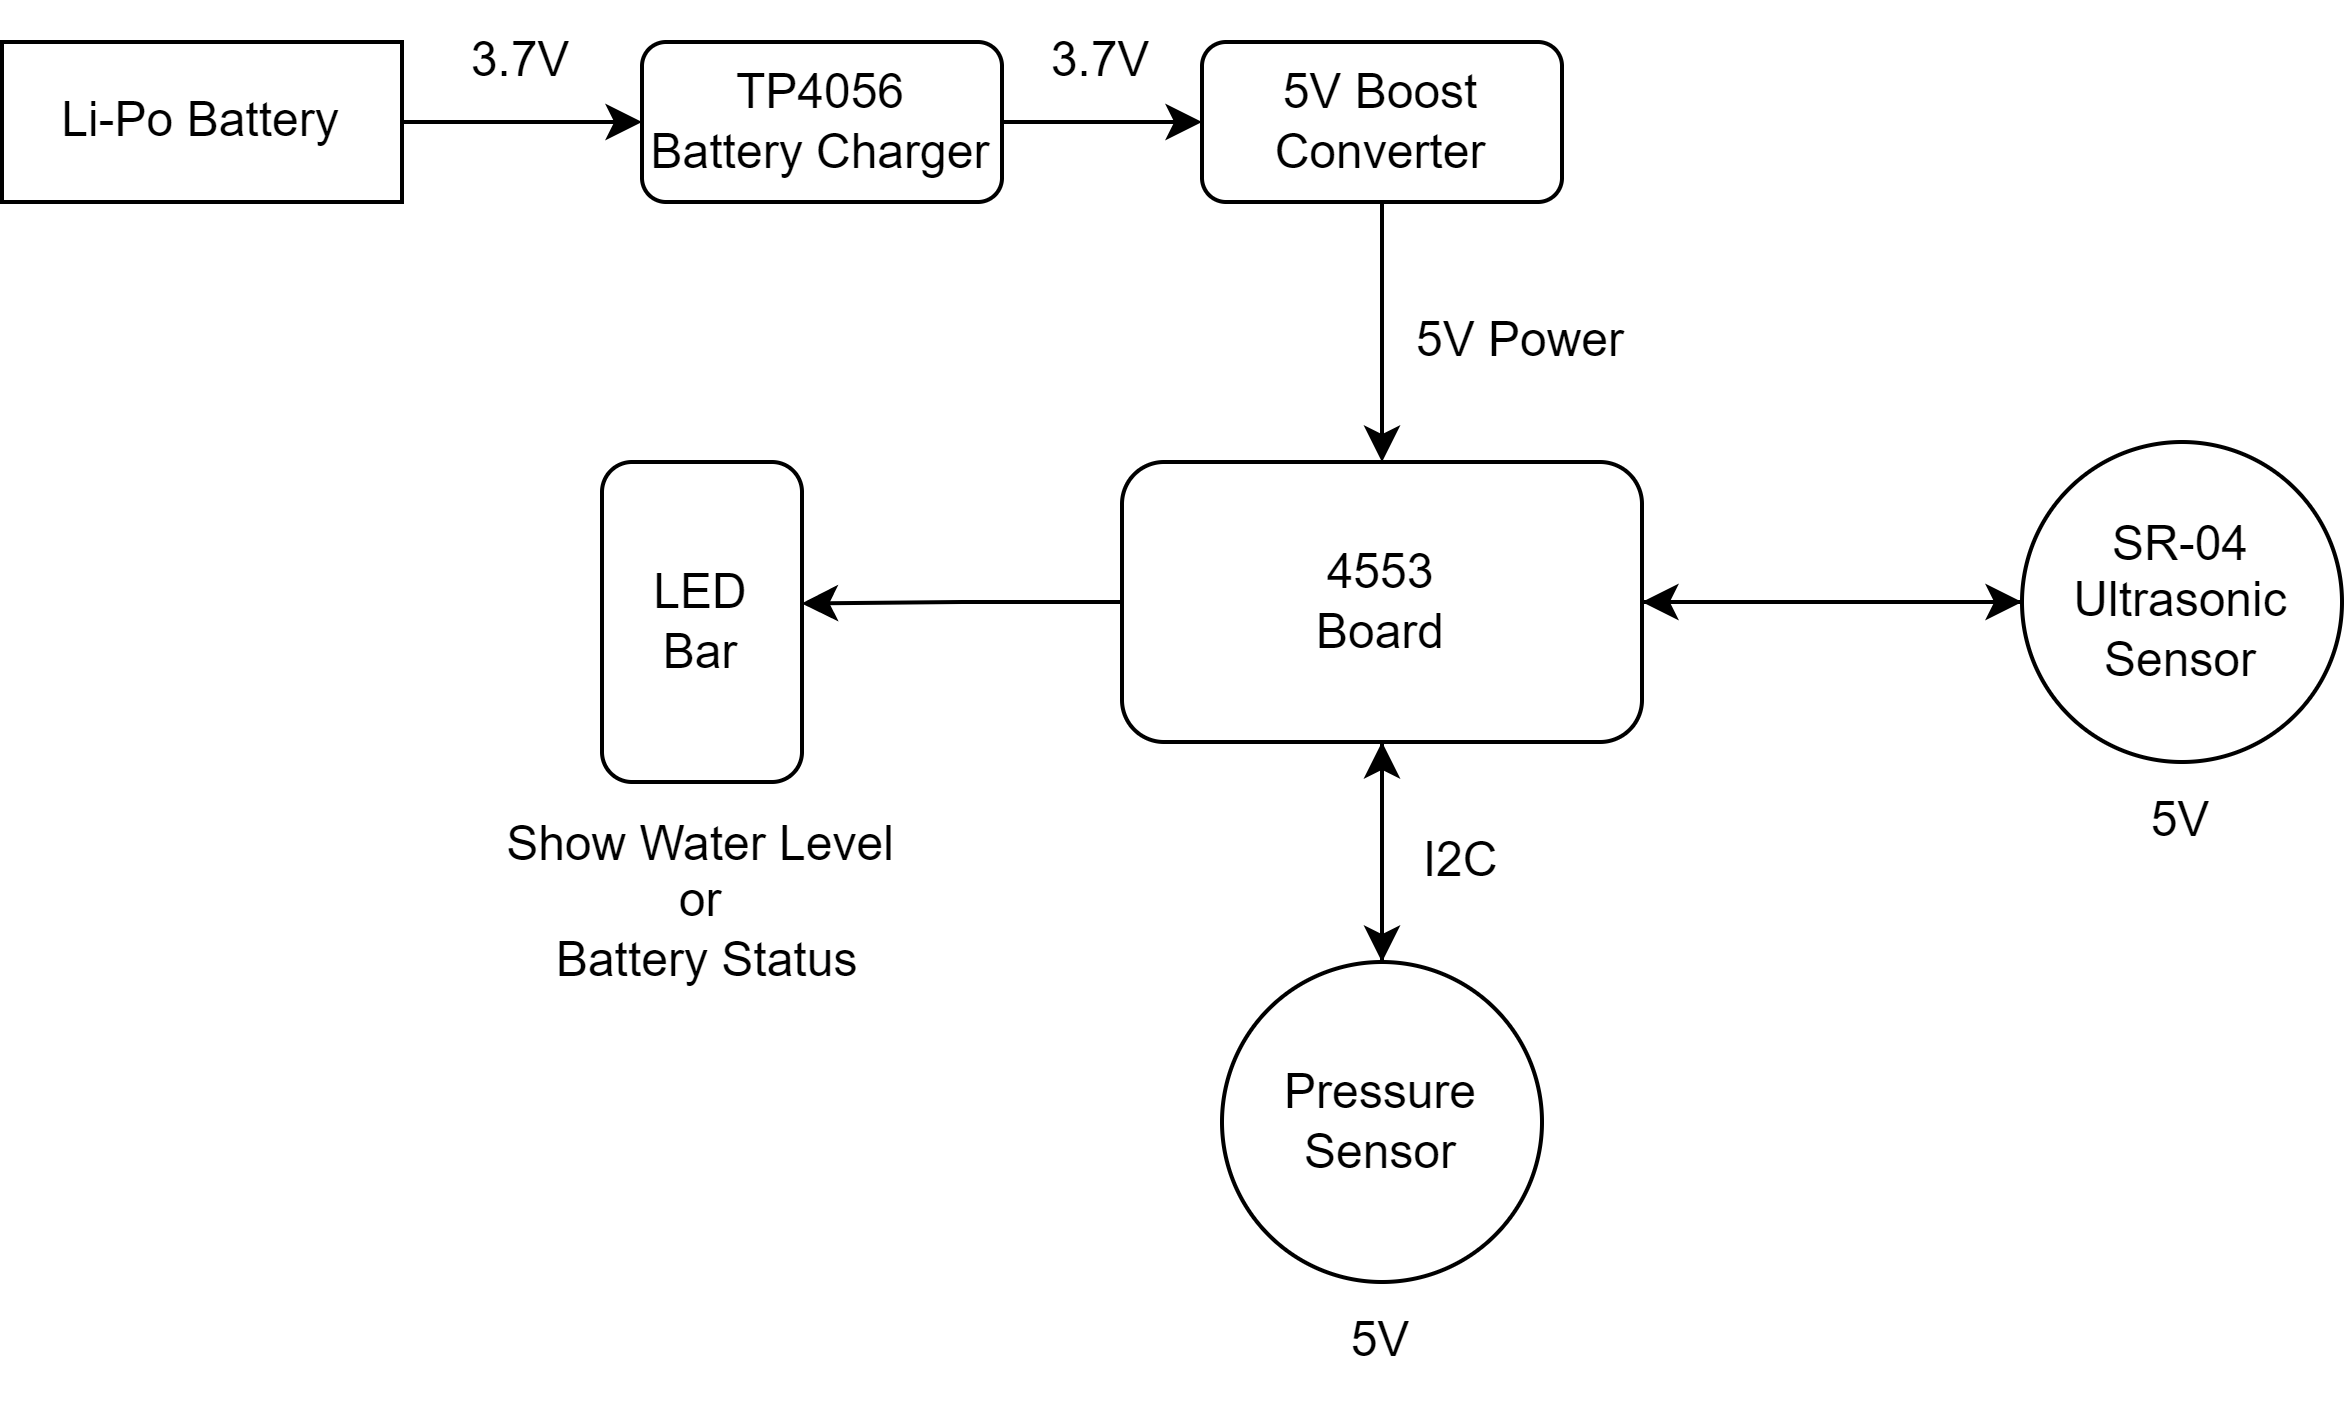 Li-Po Battery
3.7V
TP4056
Battery Charger
3.7V
5V Boost
Converter
5V Power
LED
Bar
Show Water Level
or
Battery Status
4553
Board
SR-04
Ultrasonic
Sensor
5V
I2C
Pressure
Sensor
5V